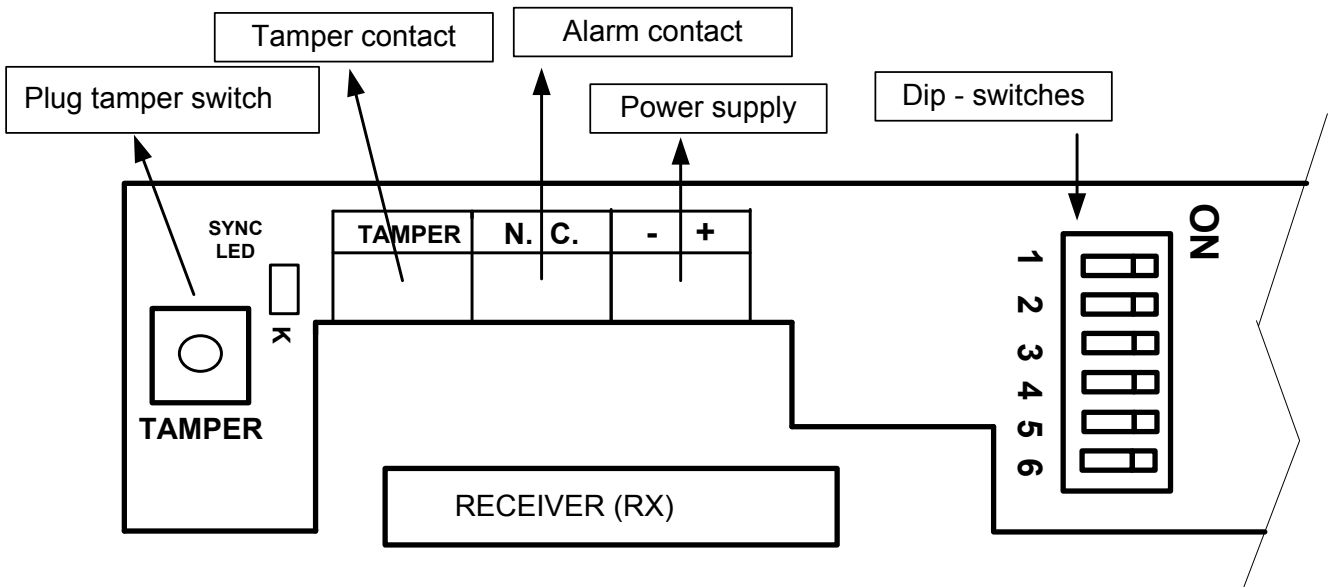 Tamper contact
Alarm contact
Plug tamper switch
Power supply
Dip - switches
SYNC
LED
K
TAMPER
N. C.
- +
ON
1
2
3
4
5
6
TAMPER
RECEIVER (RX)